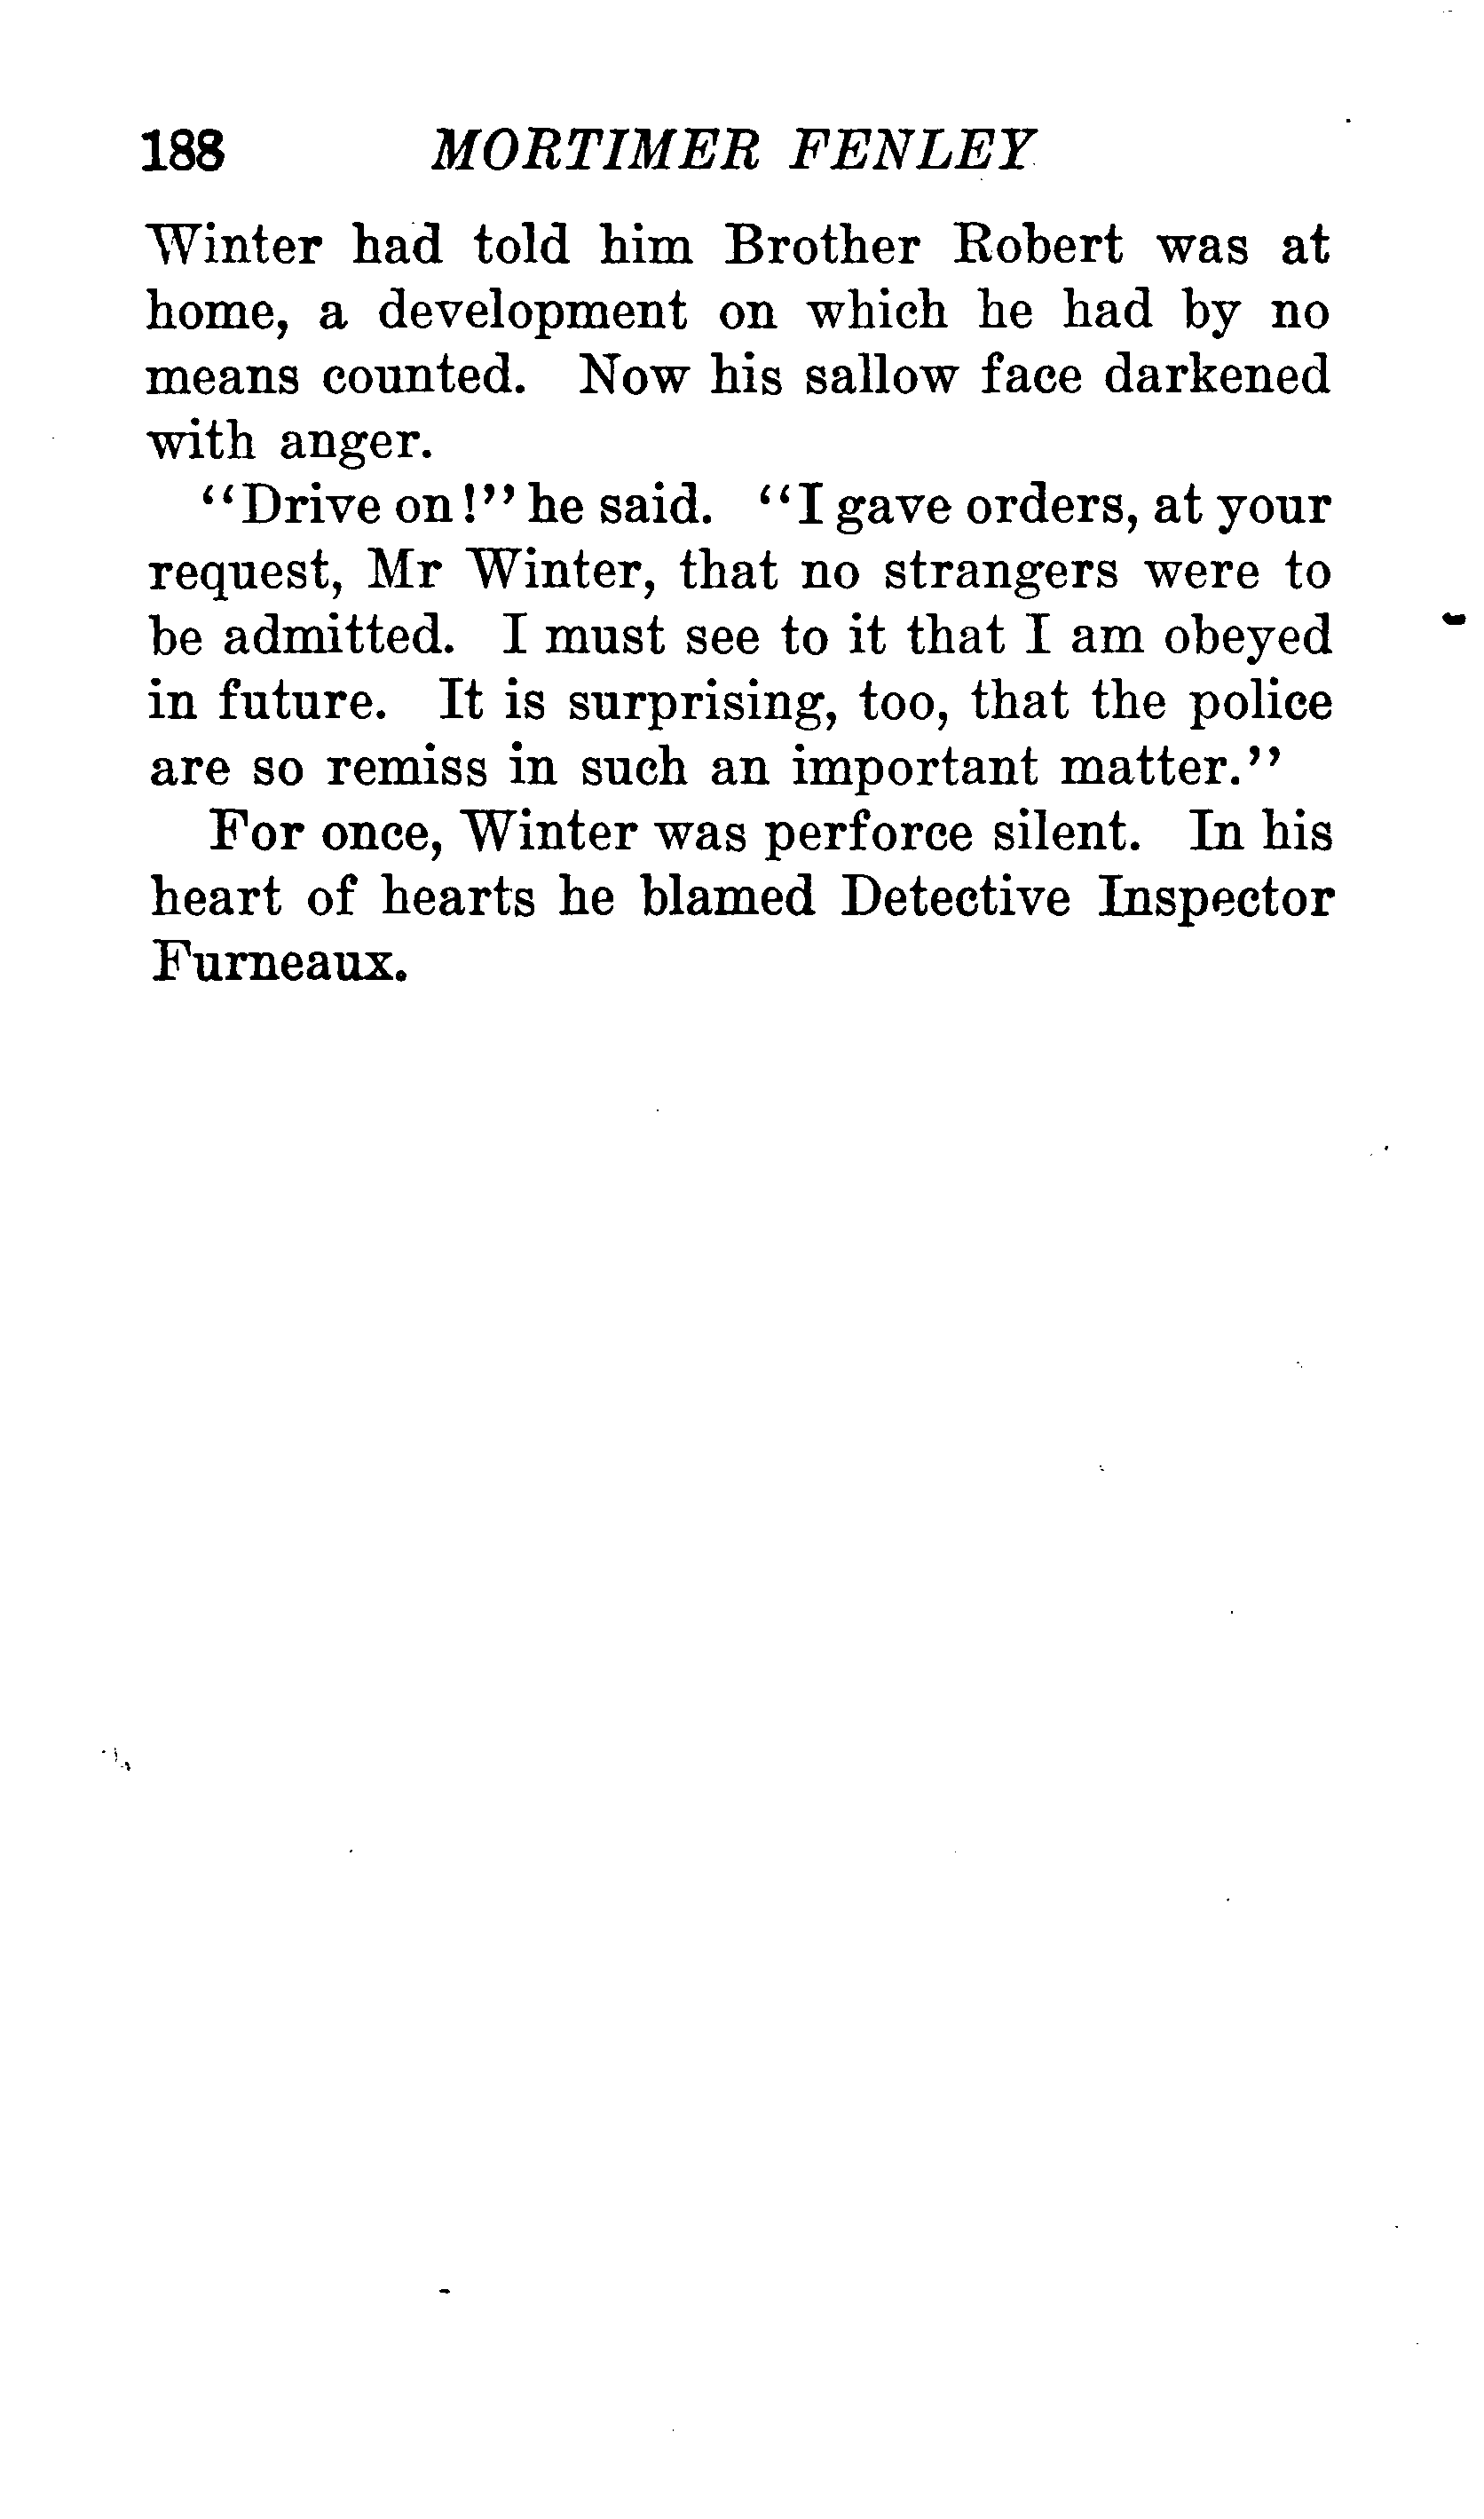 188 MORTIMER FENLEY
Winter had told him Brother Robert was at
home, a development on which he had by no
means counted. Now his sallow face darkened
with anger.
"Drive on!" he said. "I gave orders, at your
request, Mr Winter, that no strangers were to
be admitted. I must see to it that I am obeyed
in future. It is surprising, too, that the police
are so remiss in such an important matter."
For once, Winter was perforce silent. In his
heart of hearts he blamed Detective Inspector
Furneaux.